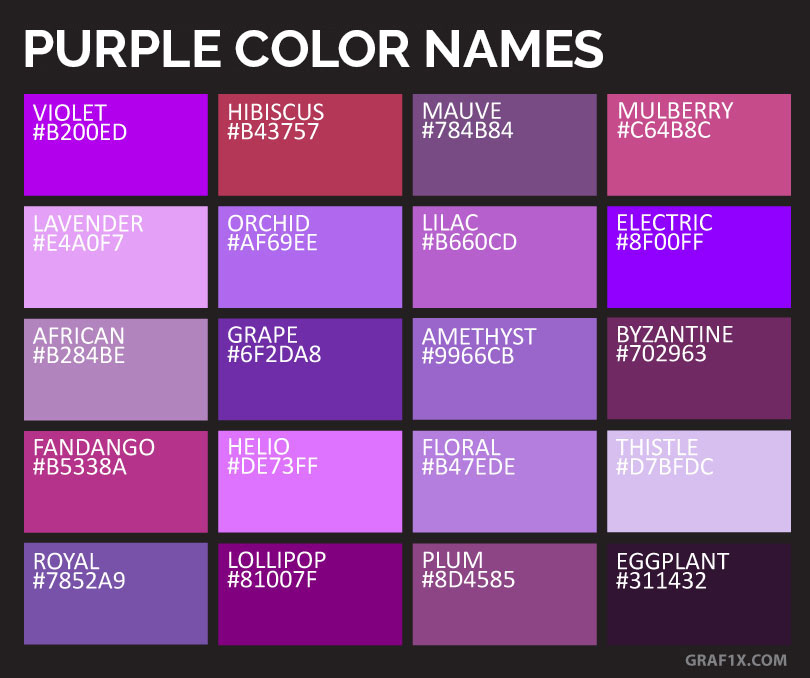 PURPLE COLOR NAMES
VIOLET
#B200ED
HIBISCUS
#B43757
MAUVE
#784B84
MULBERRY
#C64B8C
LAVENDER
#E4A0F7
ORCHID
#AF69EE
LILAC
#B660CD
ELECTRIC
#8F00FF
AFRICAN
#B284BE
GRAPE
#6F2DA8
AMETHYST
#9966CB
BYZANTINE
#702963
FANDANGO
#B5338A
HELIO
#DE73FF
FLORAL
#B47EDE
THISTLE
#D7BFDC
ROYAL
#7852A9
LOLLIPOP
#81007F
PLUM
#8D4585
EGGPLANT
#311432
GRAF1X.COM